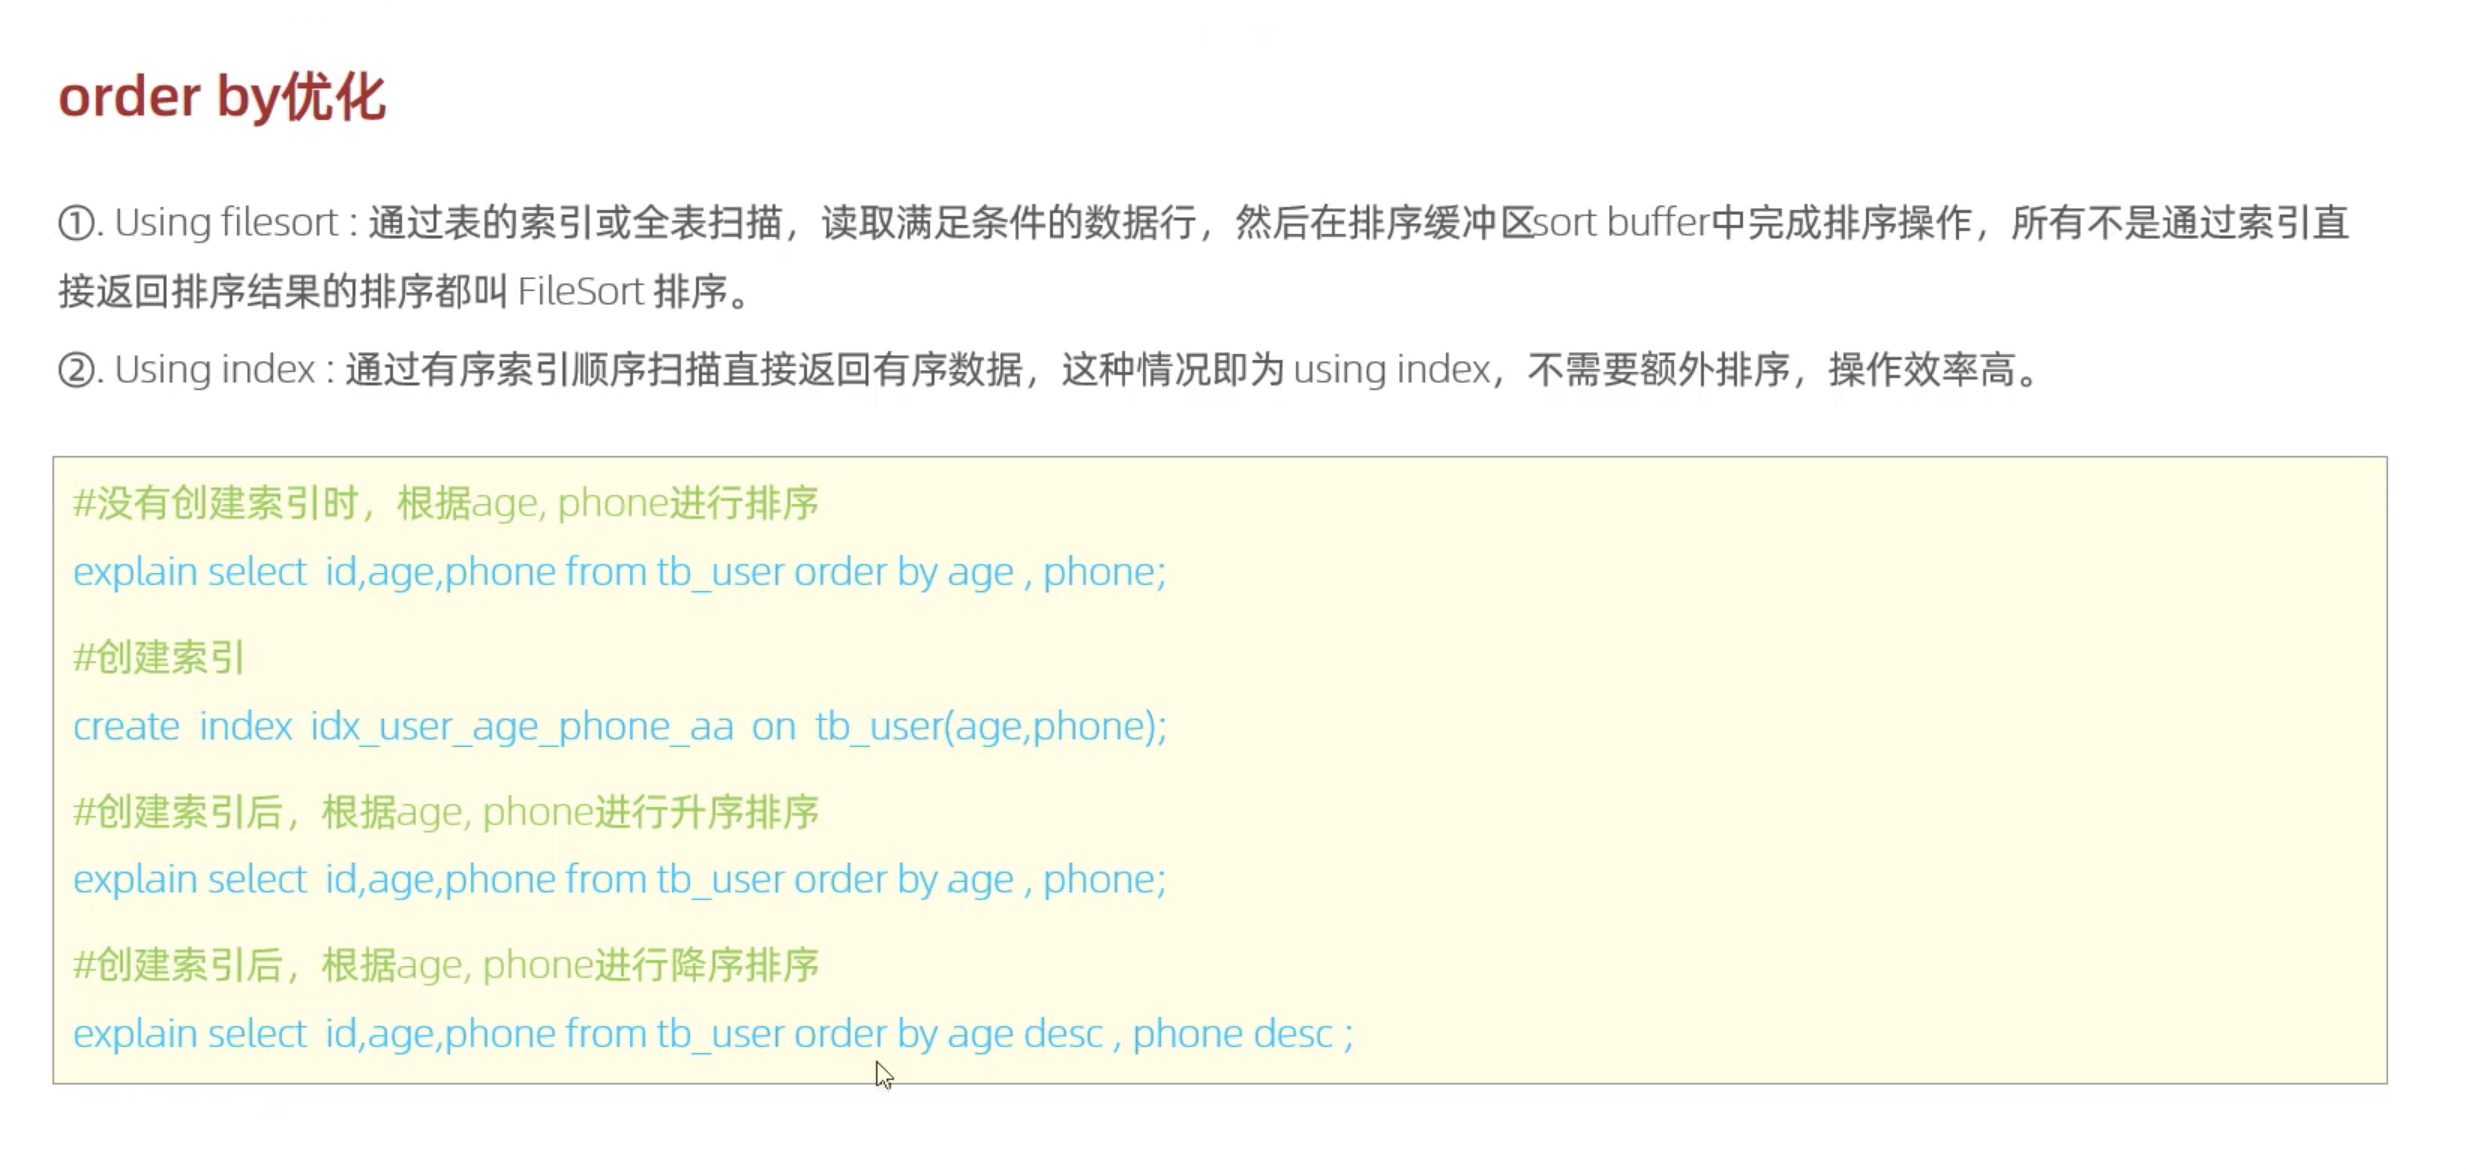 order by优化
①. Using filesort : 通过表的索引或全表扫描，读取满足条件的数据行，然后在排序缓冲区sort buffer中完成排序操作，所有不是通过索引直
接返回排序结果的排序都叫 FileSort 排序。
②. Using index : 通过有序索引顺序扫描直接返回有序数据，这种情况即为 using index，不需要额外排序，操作效率高。
#没有创建索引时，根据age, phone进行排序
explain select  id,age,phone from tb_user order by age , phone;
#创建索引
create  index  idx_user_age_phone_aa  on  tb_user(age,phone);
#创建索引后，根据age, phone进行升序排序
explain select  id,age,phone from tb_user order by age , phone;
#创建索引后，根据age, phone进行降序排序
explain select  id,age,phone from tb_user order by age desc , phone desc ;